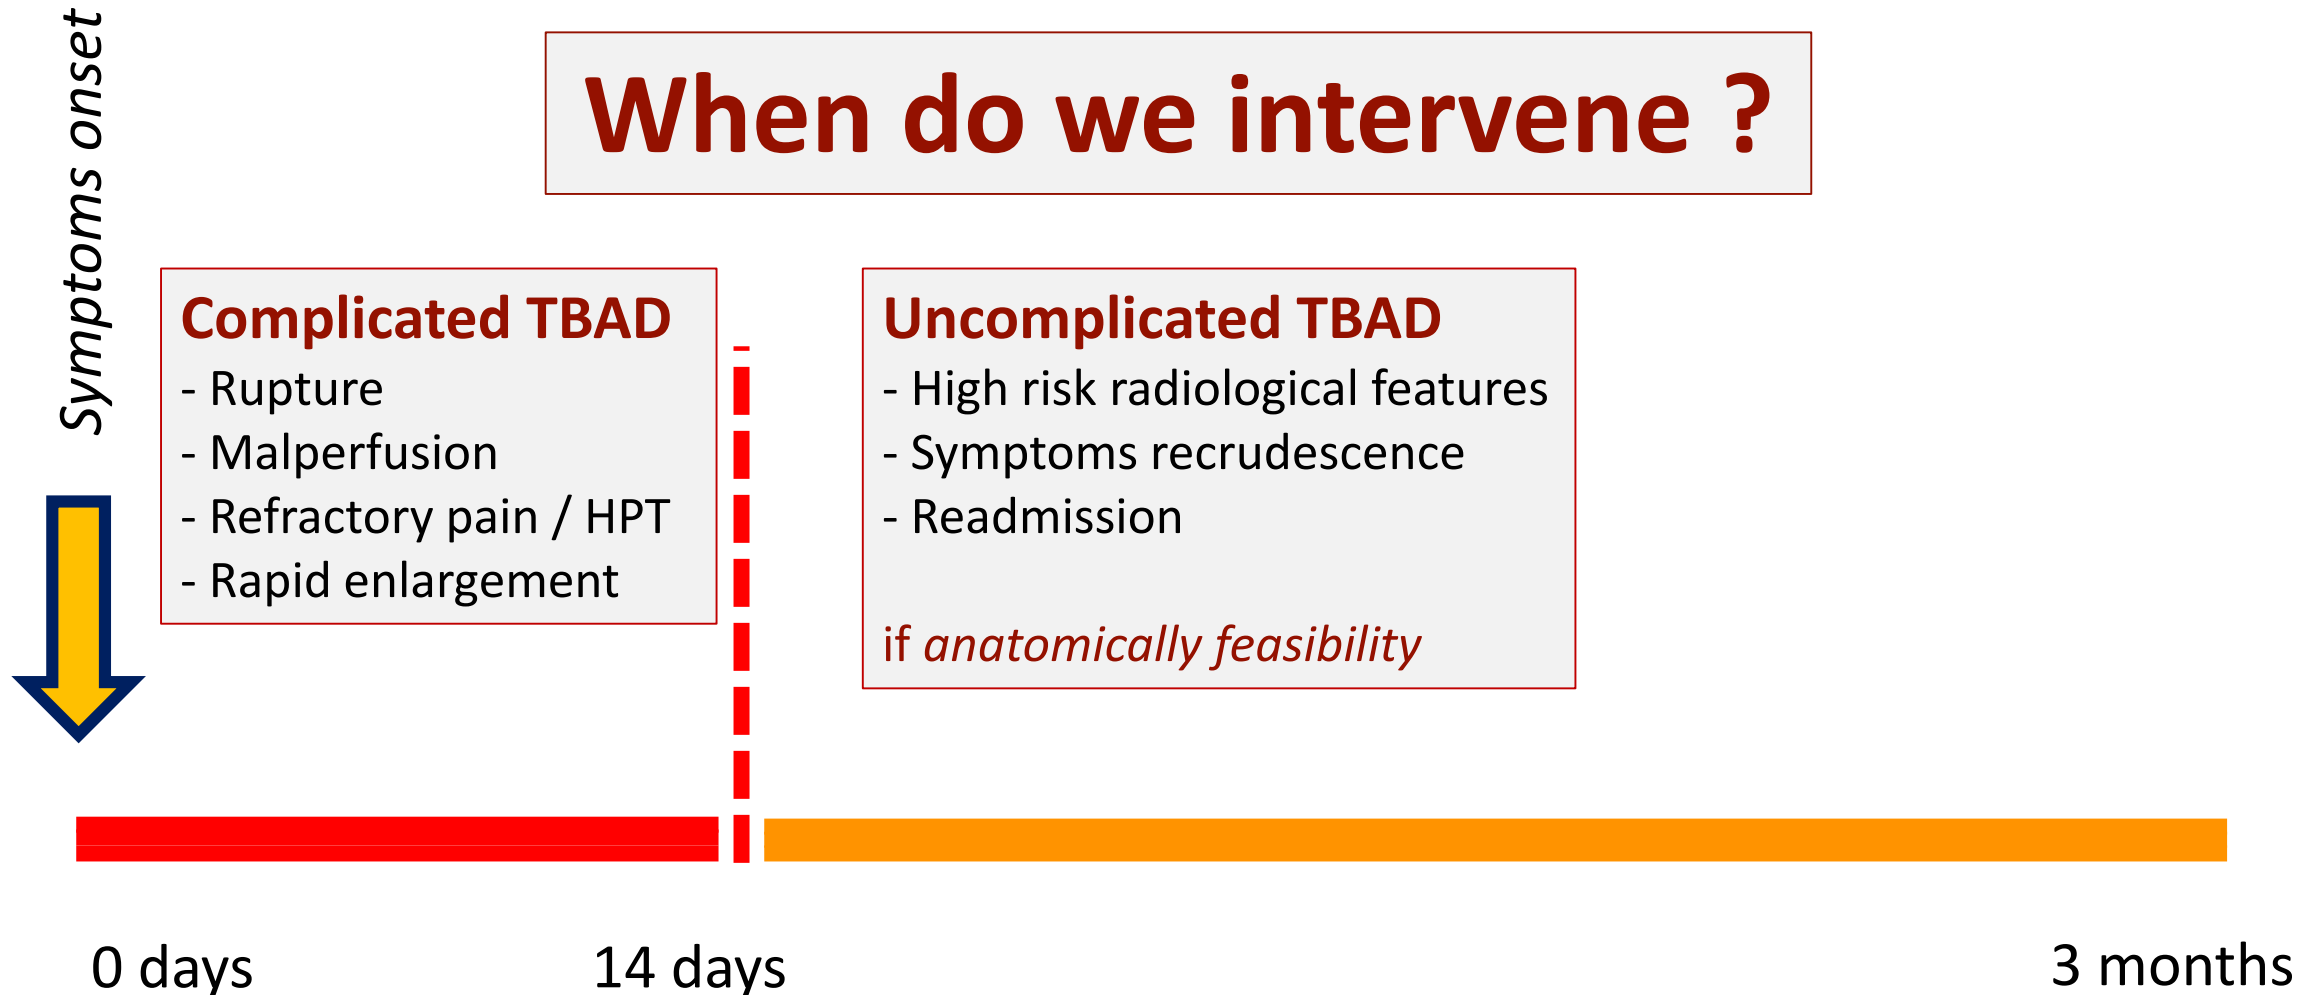 Symptoms onset
When do we intervene ?
Complicated TBAD
- Rupture
- Malperfusion
- Refractory pain / HPT
- Rapid enlargement
Uncomplicated TBAD
- High risk radiological features
- Symptoms recrudescence
- Readmission
if anatomically feasibility
0 days
14 days
3 months